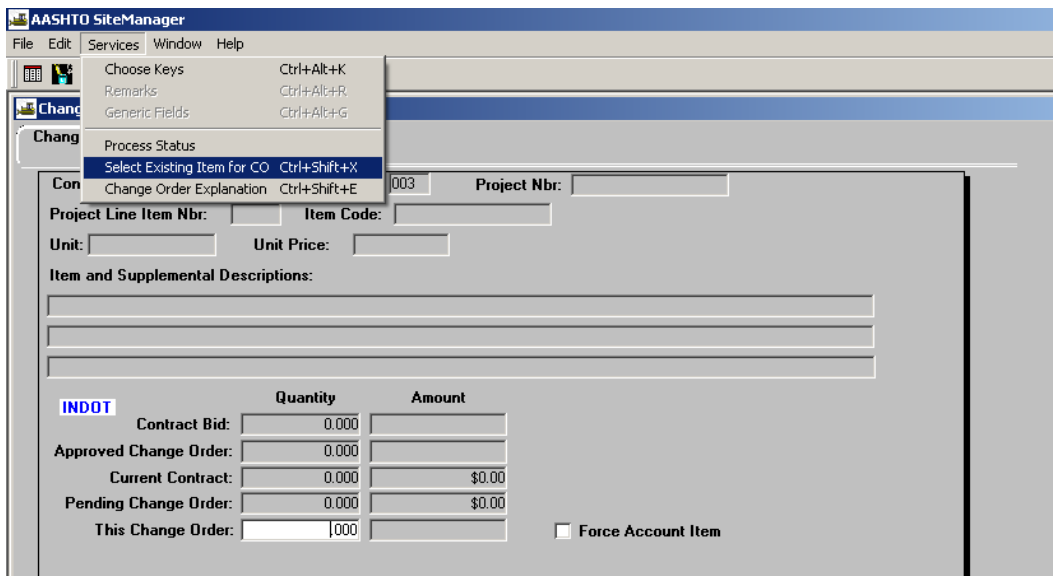 AASHTO SiteManager
File Edit Services Window Help
Choose Keys Ctrl+Alt+K
Remarks Ctrl+Alt+R
Generic Fields Ctrl+Alt+G
Chang
Chang
Process Status
Select Existing Item for CO Ctrl+Shift+X
Change Order Explanation Ctrl+Shift+E
Con 003 Project Nbr:
Project Line Item Nbr: Item Code:
Unit: Unit Price:
Item and Supplemental Descriptions:
Quantity Amount
INDOT
Contract Bid: 0.000
Approved Change Order: 0.000
Current Contract: 0.000 $0.00
Pending Change Order: 0.000 $0.00
This Change Order: .000 Force Account Item